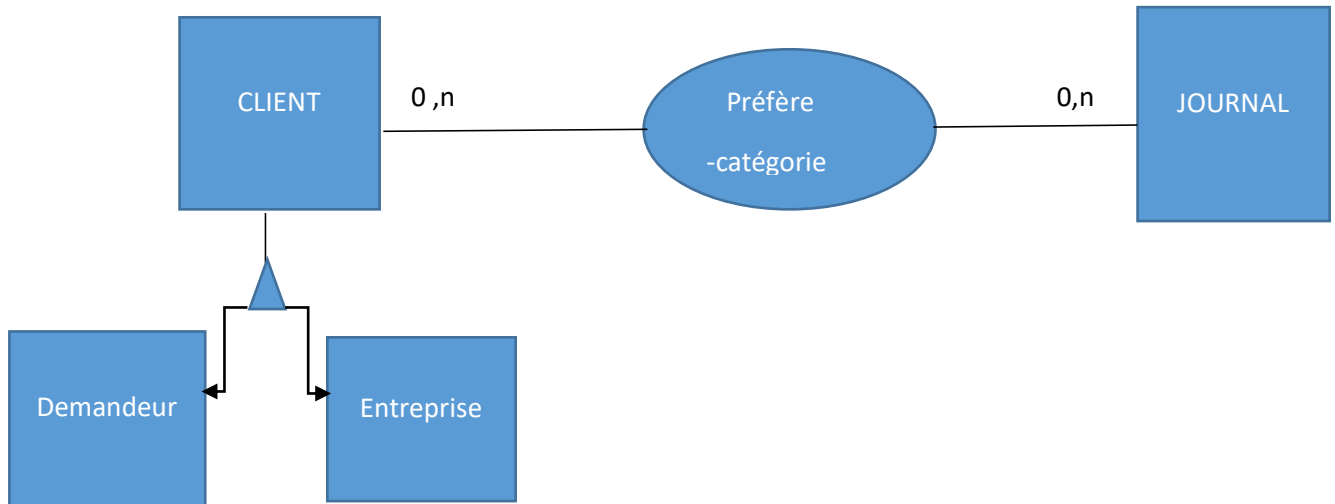 CLIENT
0 ,n
Préfère
-catégorie
0,n
JOURNAL
Demandeur
Entreprise